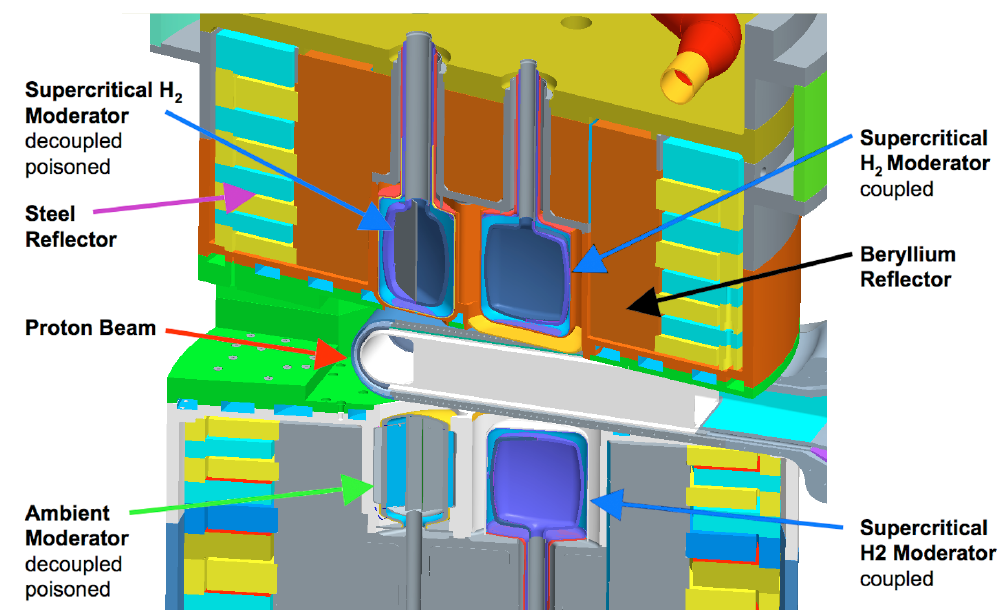 Supercritical H2
Moderator
decoupled
poisoned
Steel
Reflector
Proton Beam
Ambient
Moderator
decoupled
poisoned
Supercritical
H2 Moderator
coupled
Beryllium
Reflector
Supercritical
H2 Moderator
coupled